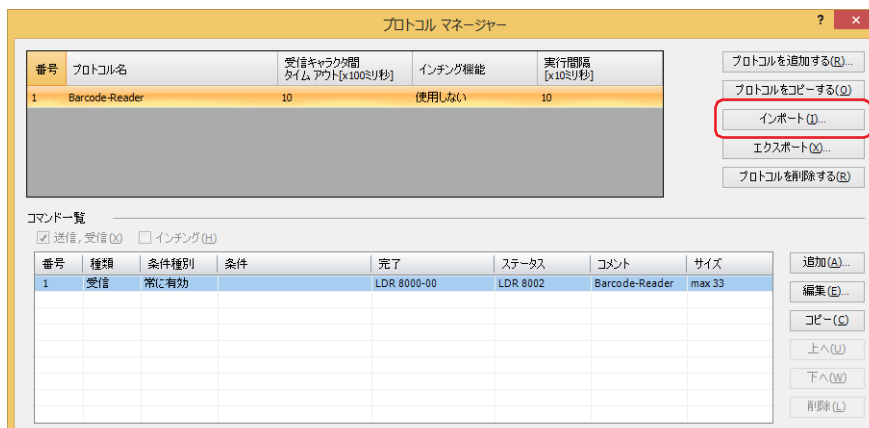 プロトコル マネージャー
? ×
番号 プロトコル名 受信キャラクタ間タイム アウト[x100ミリ秒] インチング機能 実行間隔[x10ミリ秒]
1 Barcode-Reader 10 使用しない 10
プロトコルを追加する(R)...
プロトコルをコピーする(O)
インポート(I)...
エクスポート(X)...
プロトコルを削除する(R)
コマンド一覧
送信, 受信(X) インチング(H)
番号 種類 条件種別 条件 完了 ステータス コメント サイズ
1 受信 常に有効 LDR 8000-00 LDR 8002 Barcode-Reader max 33
追加(A)...
編集(E)...
コピー(C)
上へ(U)
下へ(W)
削除(L)